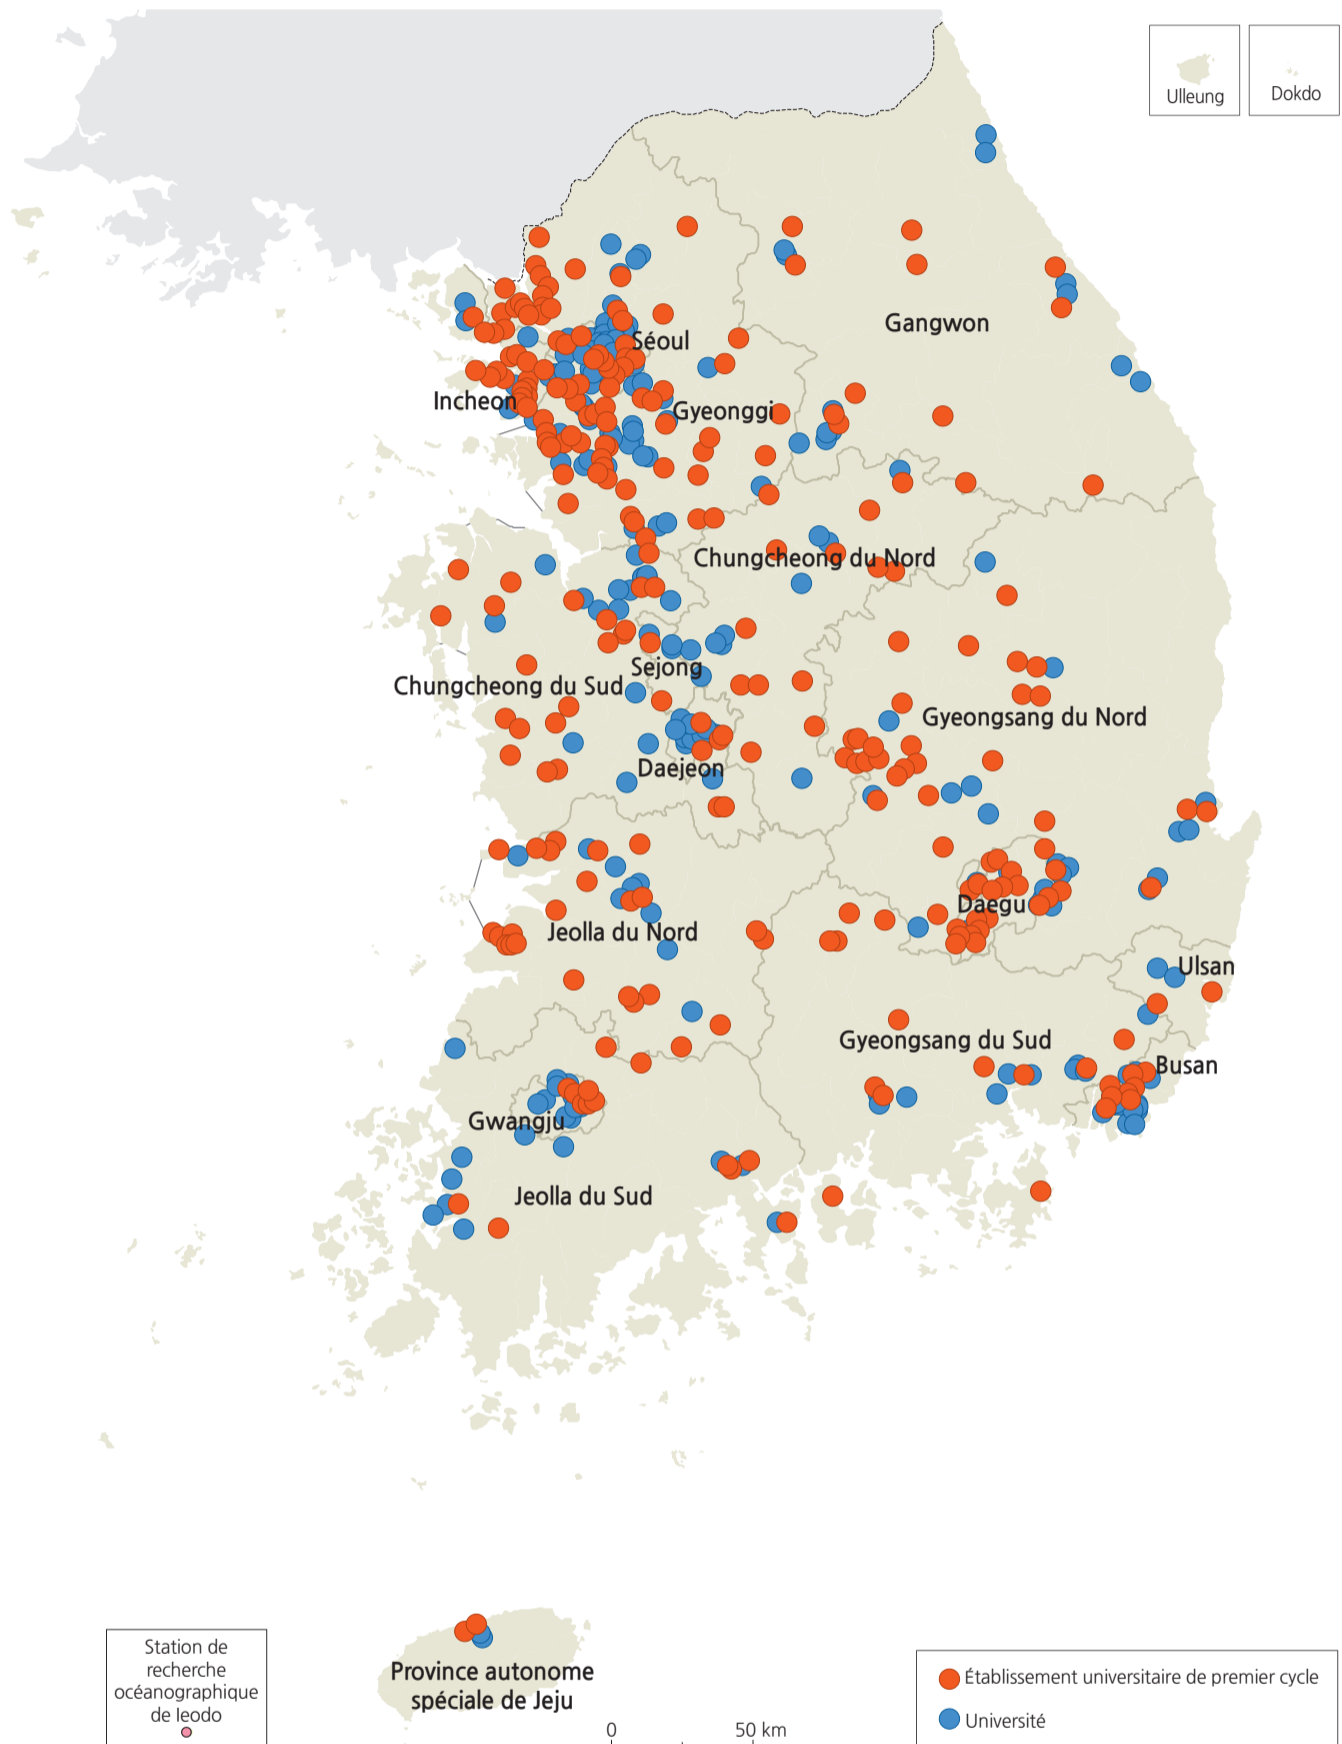 Ulleung
Dokdo
Gangwon
Séoul
Incheon
Gyeonggi
Chungcheong du Nord
Sejong
Chungcheong du Sud
Gyeongsang du Nord
Daejeon
Daegu
Jeolla du Nord
Ulsan
Gyeongsang du Sud
Busan
Gwangju
Jeolla du Sud
Station de
recherche
océanographique
de Ieodo
Province autonome
spéciale de Jeju
0
50 km
Établissement universitaire de premier cycle
Université